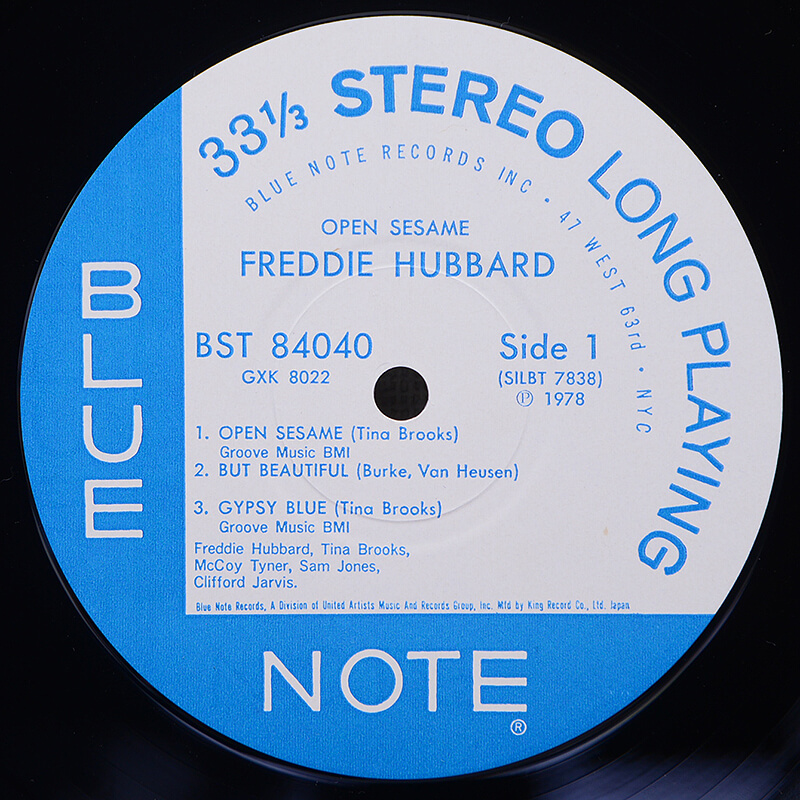 33⅓ STEREO LONG PLAYING
BLUE NOTE RECORDS INC • 47 WEST 63rd • NYC
OPEN SESAME
FREDDIE HUBBARD
BST 84040
GXK 8022
Side 1
(SILBT 7838)
Ⓟ 1978
1. OPEN SESAME (Tina Brooks)
Groove Music BMI
2. BUT BEAUTIFUL (Burke, Van Heusen)
3. GYPSY BLUE (Tina Brooks)
Groove Music BMI
Freddie Hubbard, Tina Brooks,
McCoy Tyner, Sam Jones,
Clifford Jarvis.
Blue Note Records, A Division of United Artists Music And Records Group, Inc. Mfd by King Record Co., Ltd. Japan
BLUE
NOTE
®